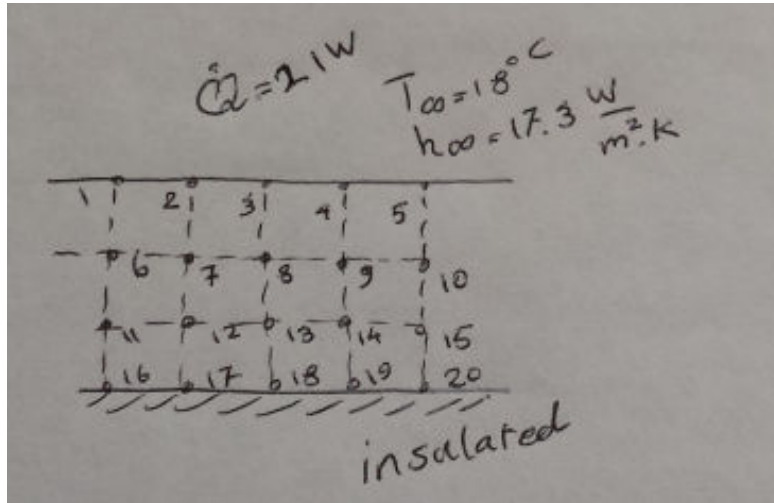 Q̇ = 21W
T∞ = 18°C
h∞ = 17.3 W/m².K
1 2 3 4 5
6 7 8 9 10
11 12 13 14 15
16 17 18 19 20
insulated